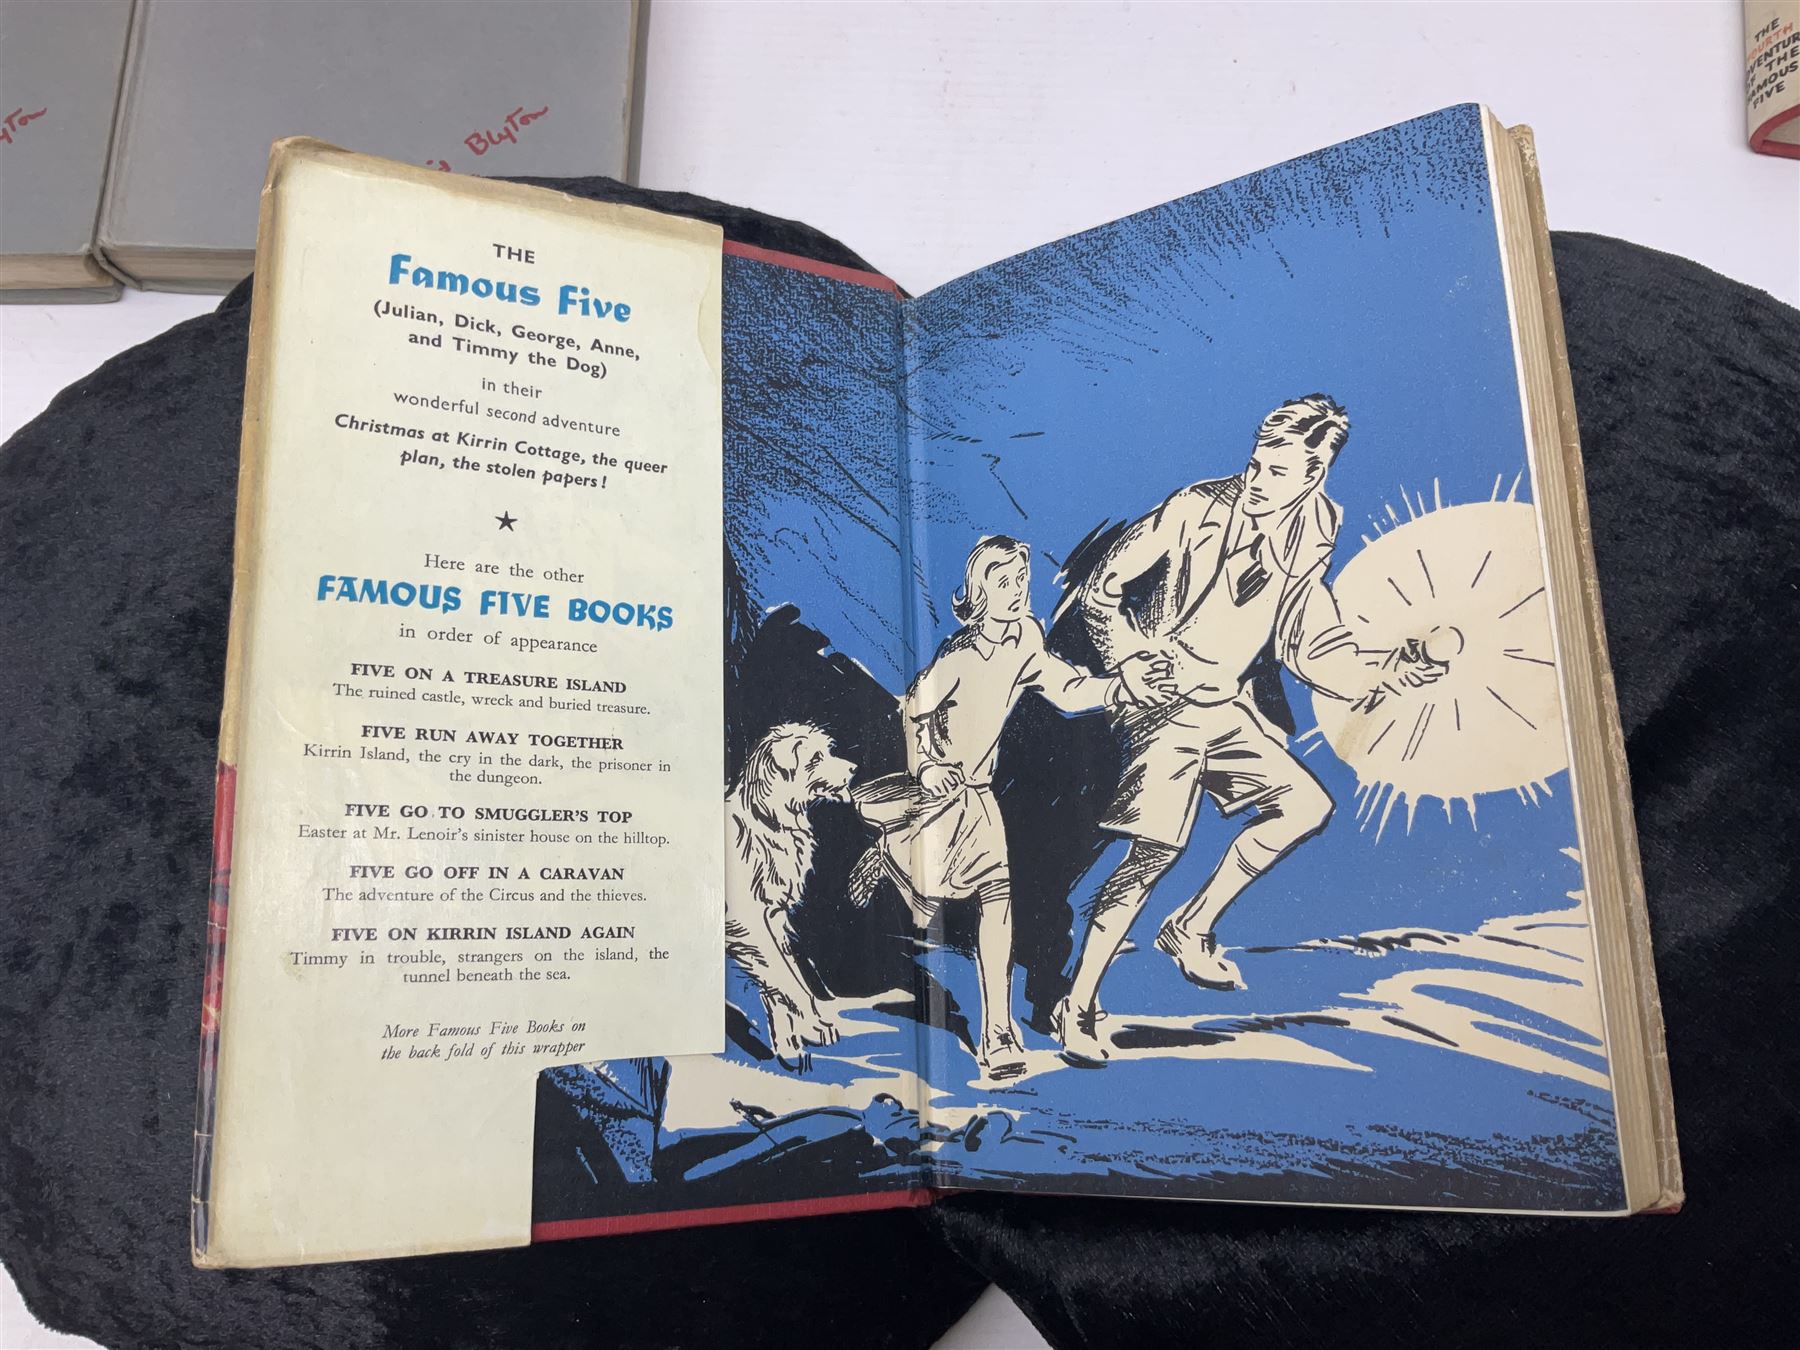 Blyton
Blyton
THE
FOURTH
ADVENTURE
OF THE
FAMOUS
FIVE
THE
Famous Five
(Julian, Dick, George, Anne,
and Timmy the Dog)
in their
wonderful second adventure
Christmas at Kirrin Cottage, the queer
plan, the stolen papers!
Here are the other
FAMOUS FIVE BOOKS
in order of appearance
FIVE ON A TREASURE ISLAND
The ruined castle, wreck and buried treasure.
FIVE RUN AWAY TOGETHER
Kirrin Island, the cry in the dark, the prisoner in
the dungeon.
FIVE GO TO SMUGGLER'S TOP
Easter at Mr. Lenoir's sinister house on the hilltop.
FIVE GO OFF IN A CARAVAN
The adventure of the Circus and the thieves.
FIVE ON KIRRIN ISLAND AGAIN
Timmy in trouble, strangers on the island, the
tunnel beneath the sea.
More Famous Five Books on
the back fold of this wrapper